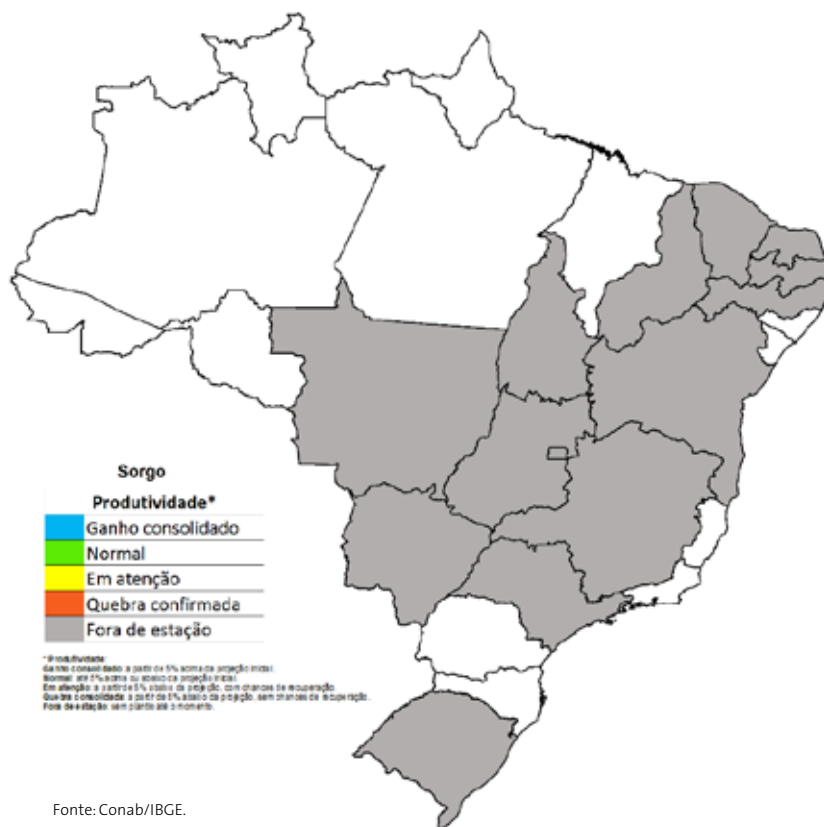 Sorgo
Produtividade*
Ganho consolidado
Normal
Em atenção
Quebra confirmada
Fora de estação
*Produtividade:
Ganho consolidado: a partir de 5% acima da projeção inicial.
Normal: até 5% acima ou abaixo da projeção inicial.
Em atenção: a partir de 5% abaixo da projeção, com chances de recuperação.
Quebra consolidada: a partir de 5% abaixo da projeção, sem chances de recuperação.
Fora de estação: sem plantio até o momento.
Fonte: Conab/IBGE.